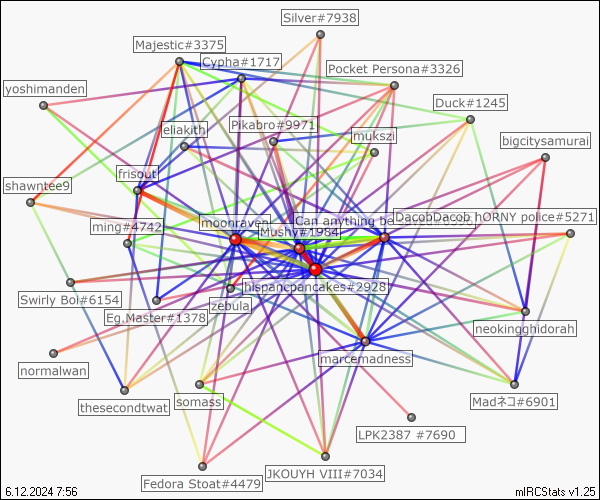 Silver#7938
Majestic#3375
Cypha#1717
Pocket Persona#3326
yoshimanden
Duck#1245
eliakith
Pikabro#9971
mukszi
bigcitysamurai
frisout
shawntee9
ming#4742
moonraven
Can anything be
DacobDacob
hORNY police#5271
Mushy#1984
hispancpancakes#2928
Swirly Boi#6154
Eg.Master#1378
zebula
neokingghidorah
marcemadness
normalwan
thesecondtwat
somass
Madネコ#6901
LPK2387 #7690
Fedora Stoat#4479
JKOUYH VIII#7034
6.12.2024 7:56
mIRCStats v1.25